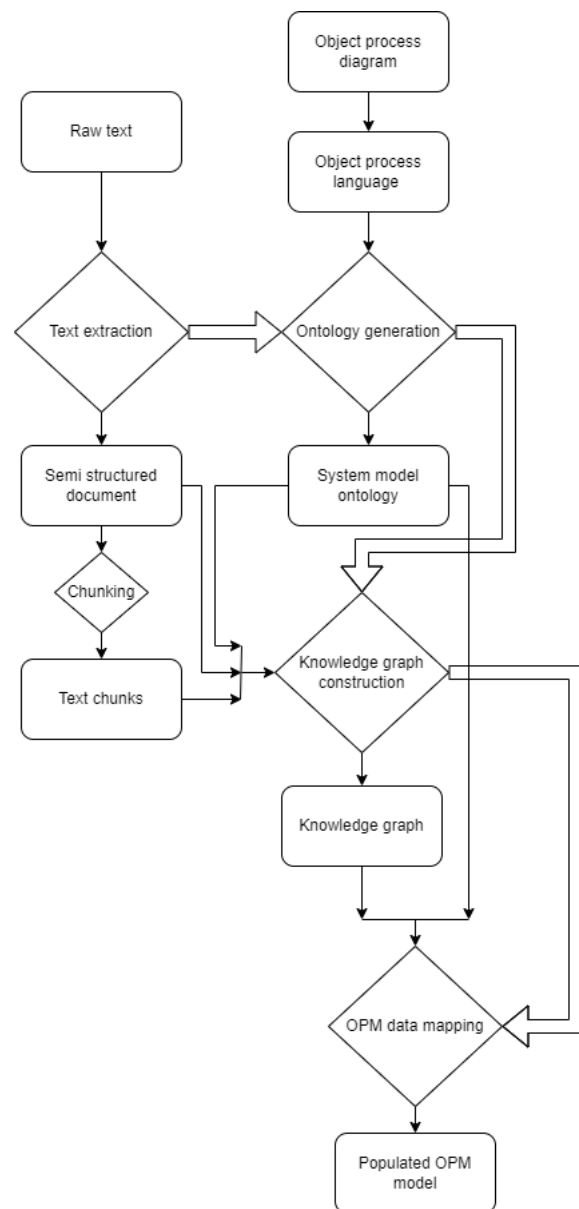 Object process
diagram
Raw text
Object process
language
Text extraction
Ontology generation
Semi structured
document
System model
ontology
Chunking
Text chunks
Knowledge graph
construction
Knowledge graph
OPM data mapping
Populated OPM
model